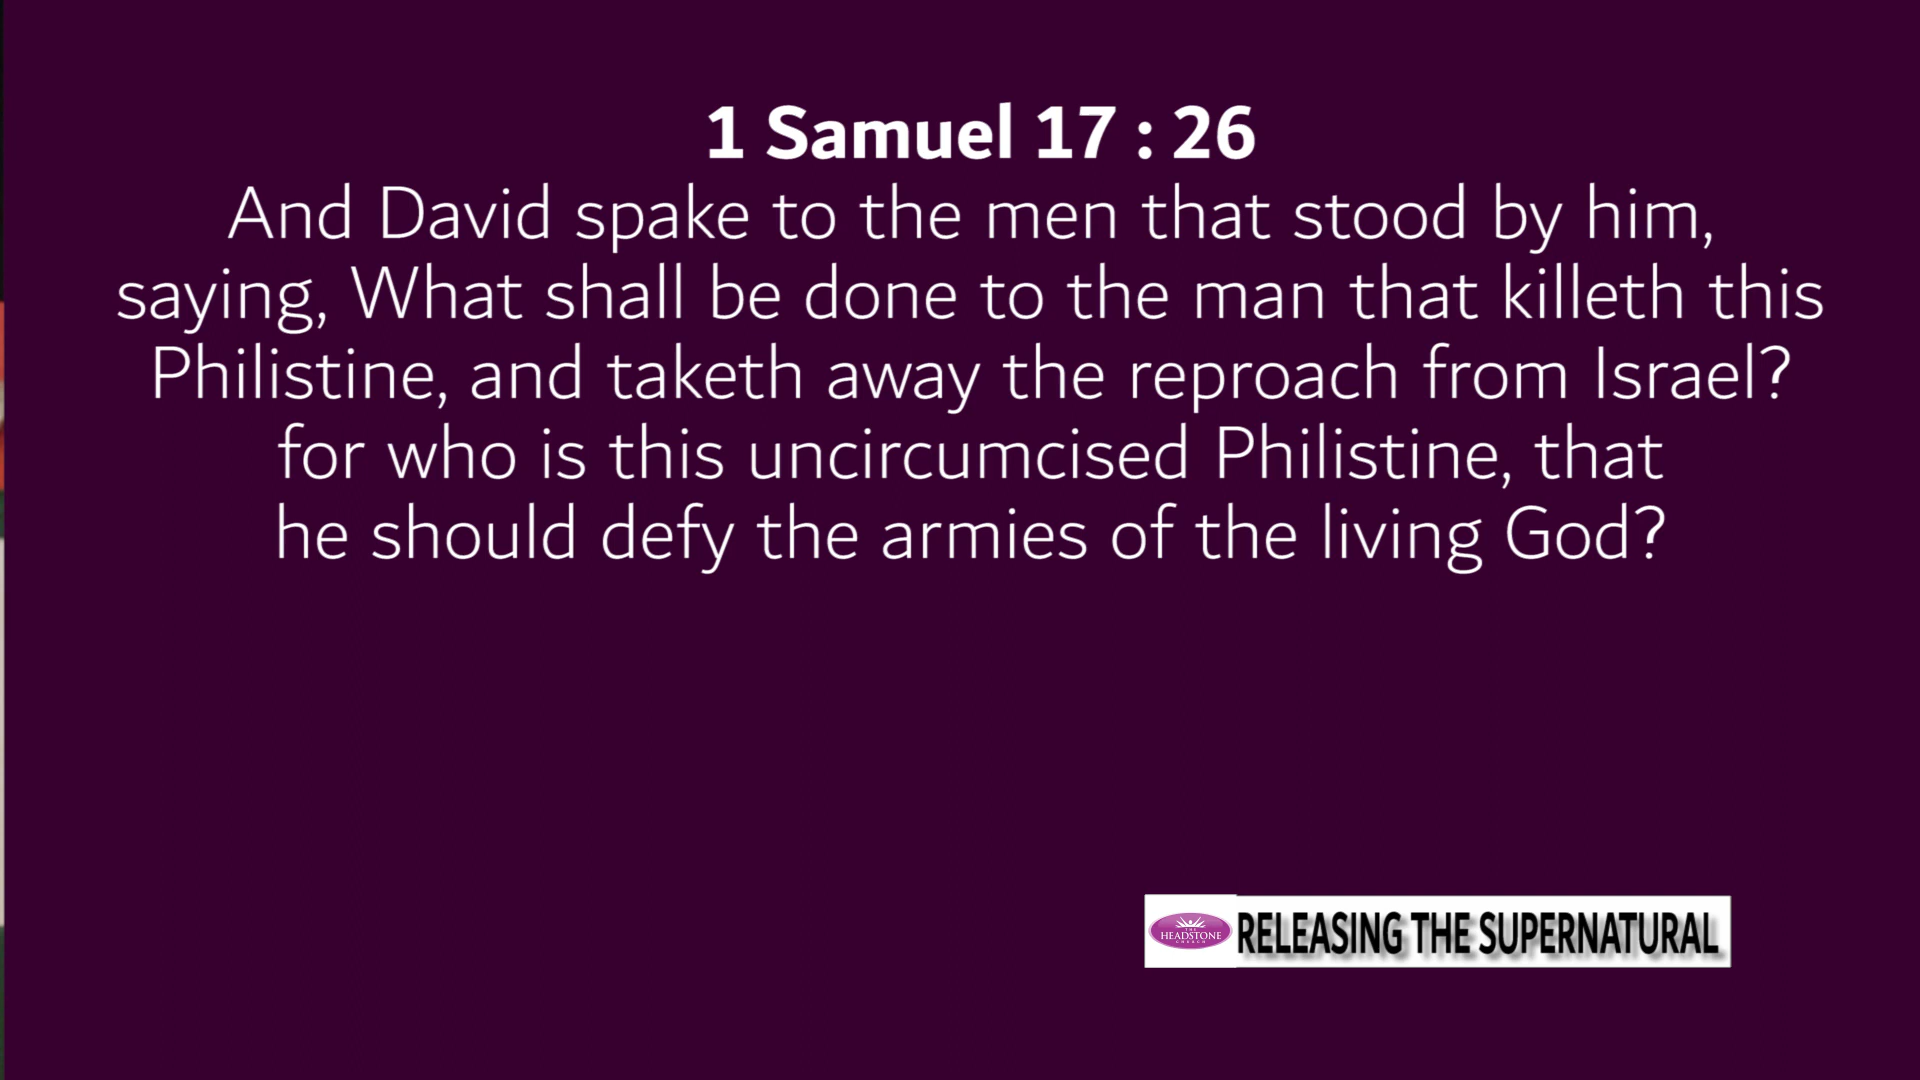 1 Samuel 17 : 26
And David spake to the men that stood by him,
saying, What shall be done to the man that killeth this
Philistine, and taketh away the reproach from Israel?
for who is this uncircumcised Philistine, that
he should defy the armies of the living God?
THE
HEADSTONE
CHURCH
RELEASING THE SUPERNATURAL